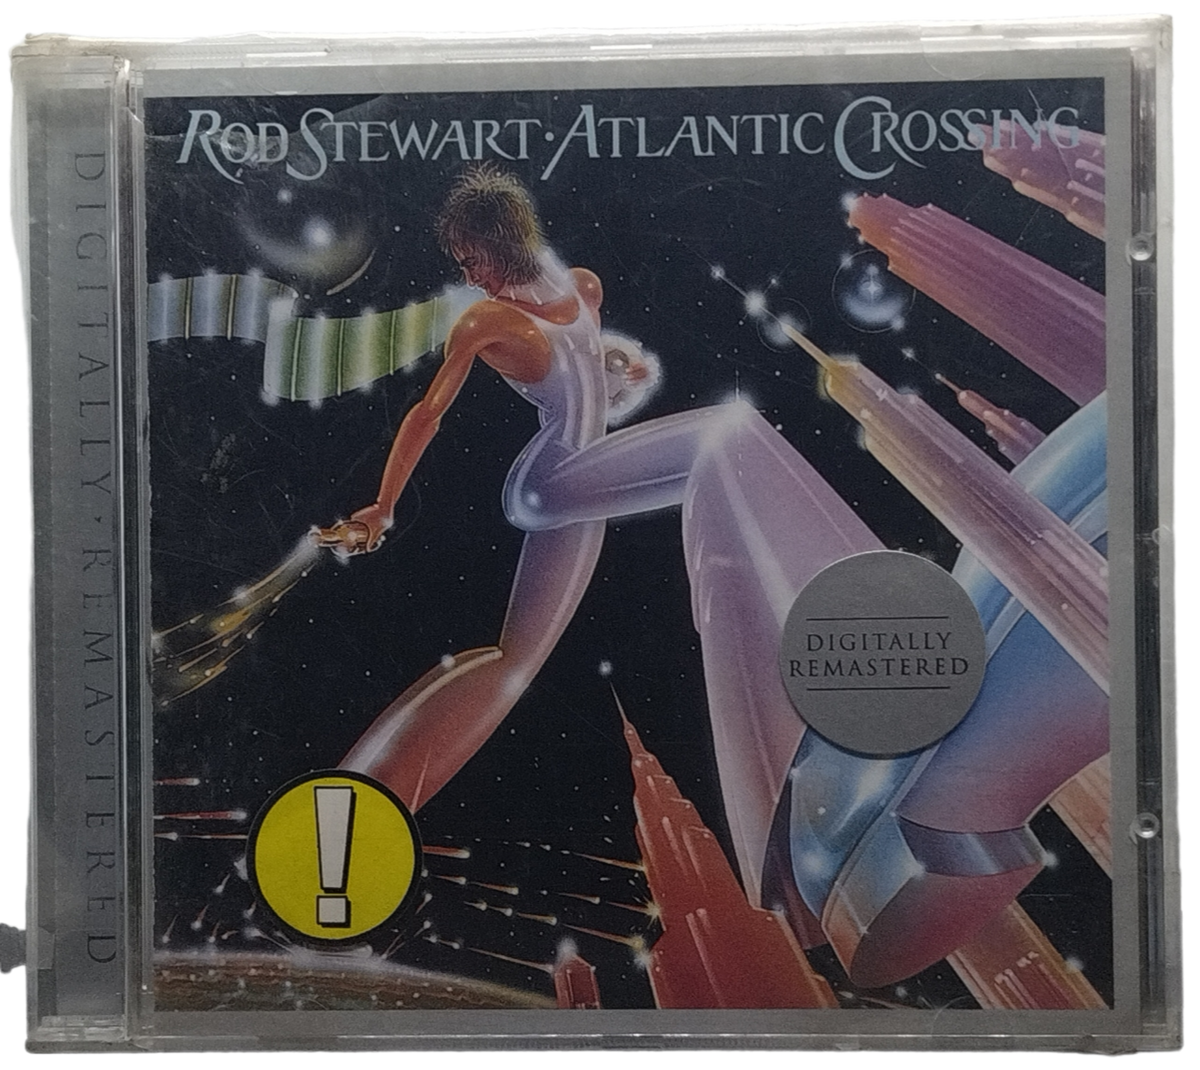 ROD STEWART · ATLANTIC CROSSING
DIGITALLY · REMASTERED
DIGITALLY
REMASTERED
!